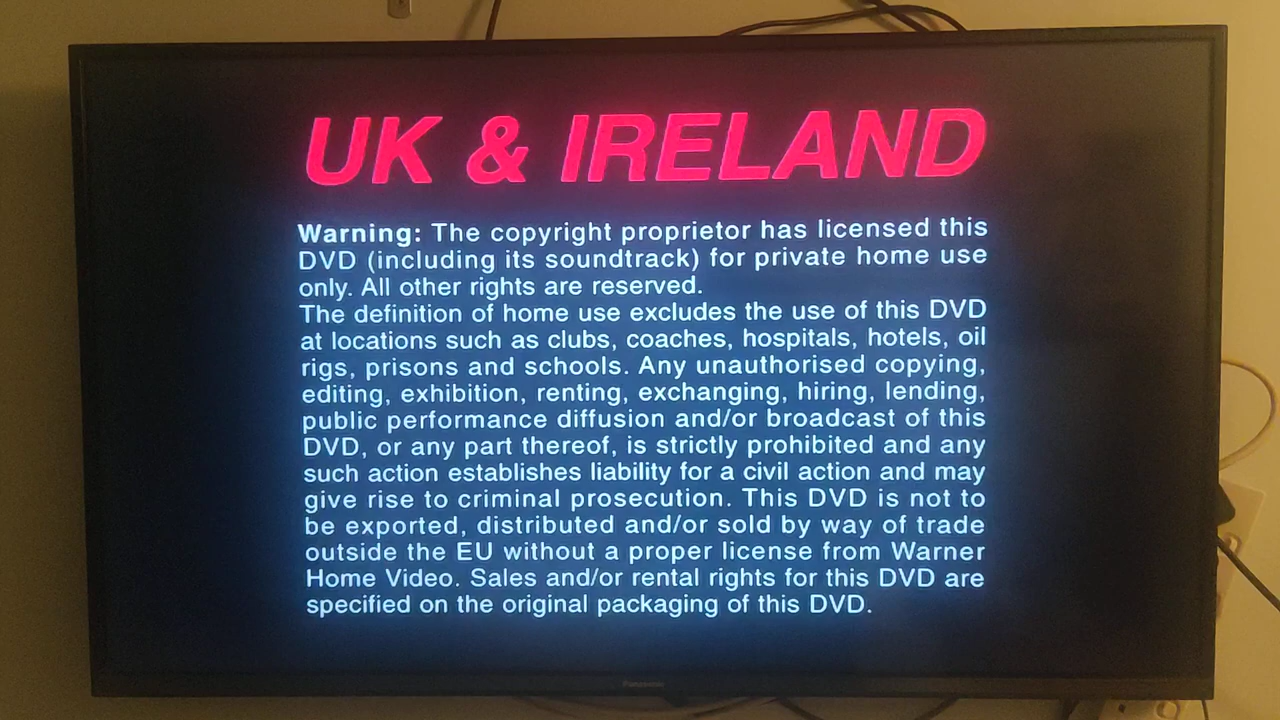 UK & IRELAND
Warning: The copyright proprietor has licensed this
DVD (including its soundtrack) for private home use
only. All other rights are reserved.
The definition of home use excludes the use of this DVD
at locations such as clubs, coaches, hospitals, hotels, oil
rigs, prisons and schools. Any unauthorised copying,
editing, exhibition, renting, exchanging, hiring, lending,
public performance diffusion and/or broadcast of this
DVD, or any part thereof, is strictly prohibited and any
such action establishes liability for a civil action and may
give rise to criminal prosecution. This DVD is not to
be exported, distributed and/or sold by way of trade
outside the EU without a proper license from Warner
Home Video. Sales and/or rental rights for this DVD are
specified on the original packaging of this DVD.
Panasonic